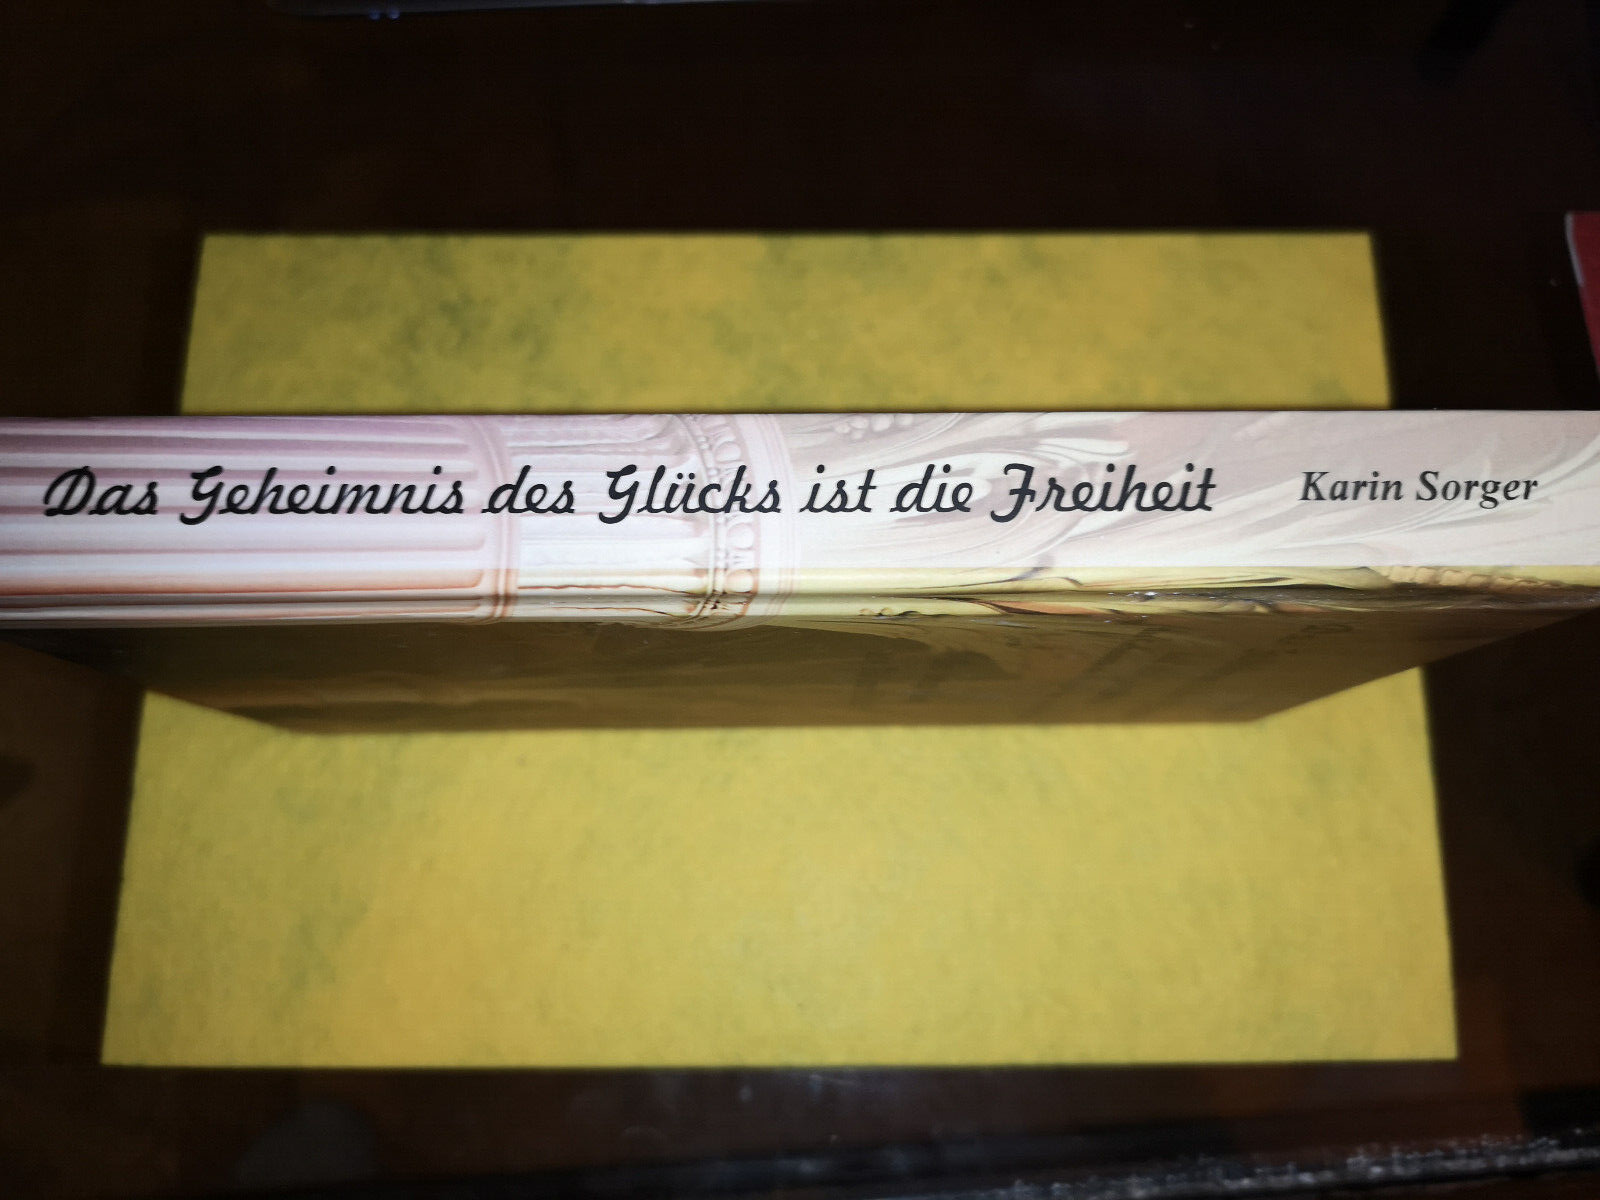 Das Geheimnis des Glücks ist die Freiheit Karin Sorger